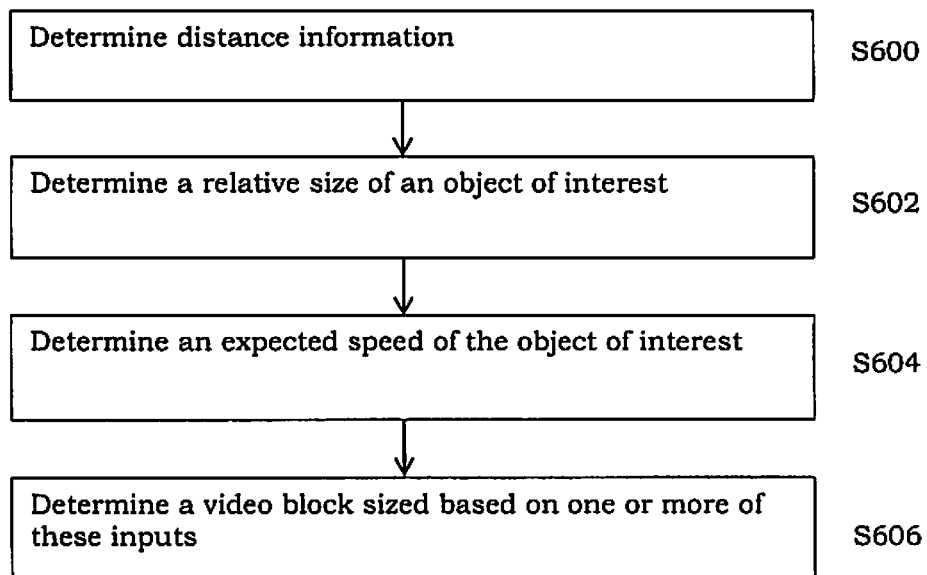 Determine distance information
S600
Determine a relative size of an object of interest
S602
Determine an expected speed of the object of interest
S604
Determine a video block sized based on one or more of
these inputs
S606